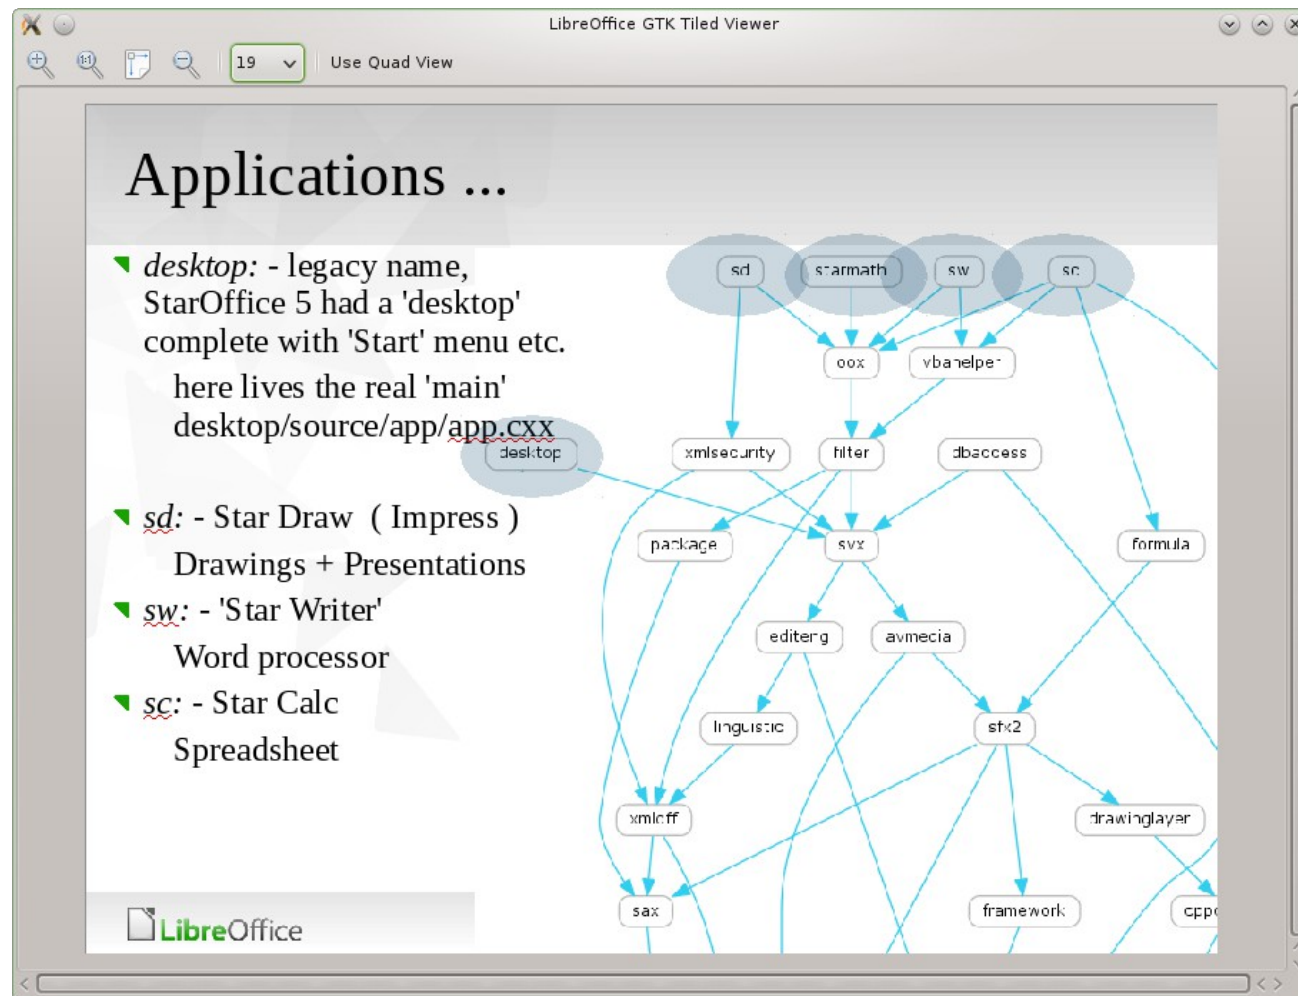 LibreOffice GTK Tiled Viewer
19
Use Quad View
Applications ...
desktop: - legacy name,
StarOffice 5 had a 'desktop'
complete with 'Start' menu etc.
here lives the real 'main'
desktop/source/app/app.cxx
sd: - Star Draw ( Impress )
Drawings + Presentations
sw: - 'Star Writer'
Word processor
sc: - Star Calc
Spreadsheet
sd starmath sw sc
oox vbahelper
desktop xmlsecurity filter dbaccess
package svx formula
editeng avmedia
linguistic sfx2
xmloff drawinglayer
sax framework
LibreOffice